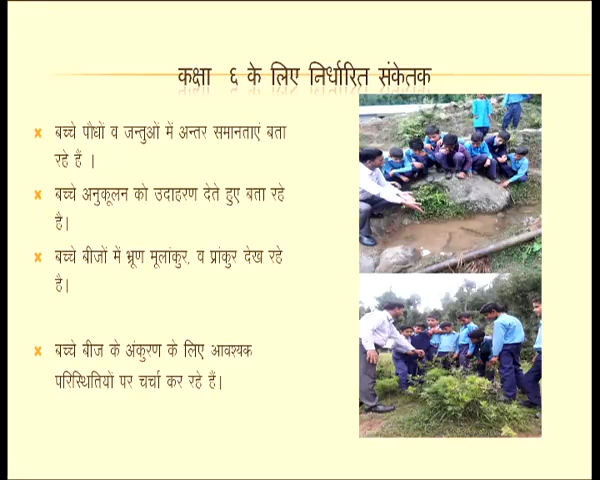 कक्षा ६ के लिए निर्धारित संकेतक
बच्चे पौधों व जन्तुओं में अन्तर समानताएं बता
रहे हैं ।
बच्चे अनुकूलन को उदाहरण देते हुए बता रहे
है।
बच्चे बीजों में भ्रूण मूलांकुर, व प्रांकुर देख रहे
है।
बच्चे बीज के अंकुरण के लिए आवश्यक
परिस्थितियों पर चर्चा कर रहे हैं।